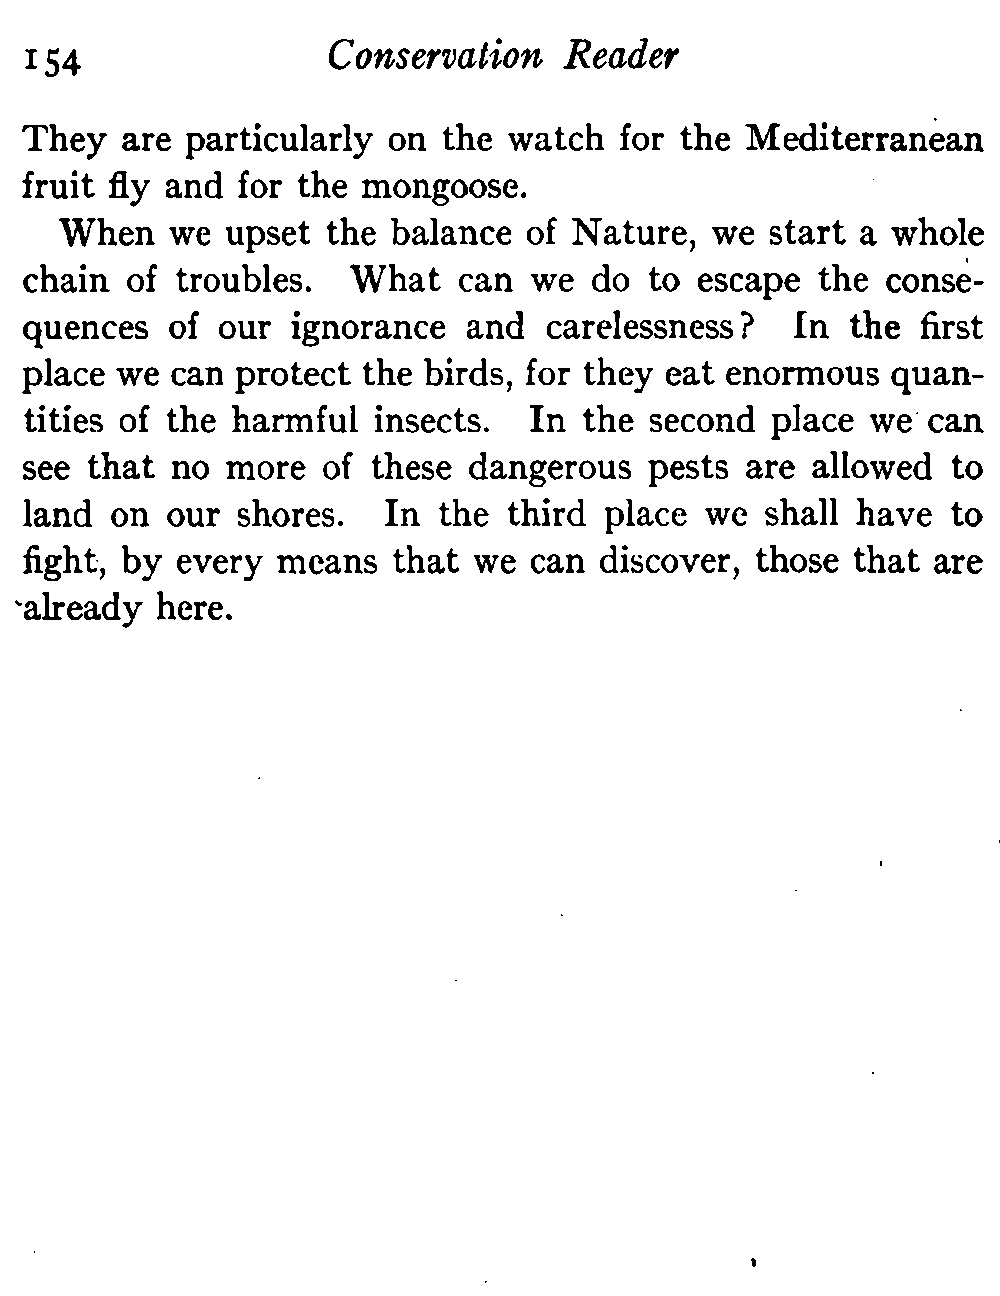 154 Conservation Reader
They are particularly on the watch for the Mediterranean
fruit fly and for the mongoose.
When we upset the balance of Nature, we start a whole
chain of troubles. What can we do to escape the conse-
quences of our ignorance and carelessness? In the first
place we can protect the birds, for they eat enormous quan-
tities of the harmful insects. In the second place we can
see that no more of these dangerous pests are allowed to
land on our shores. In the third place we shall have to
fight, by every means that we can discover, those that are
already here.